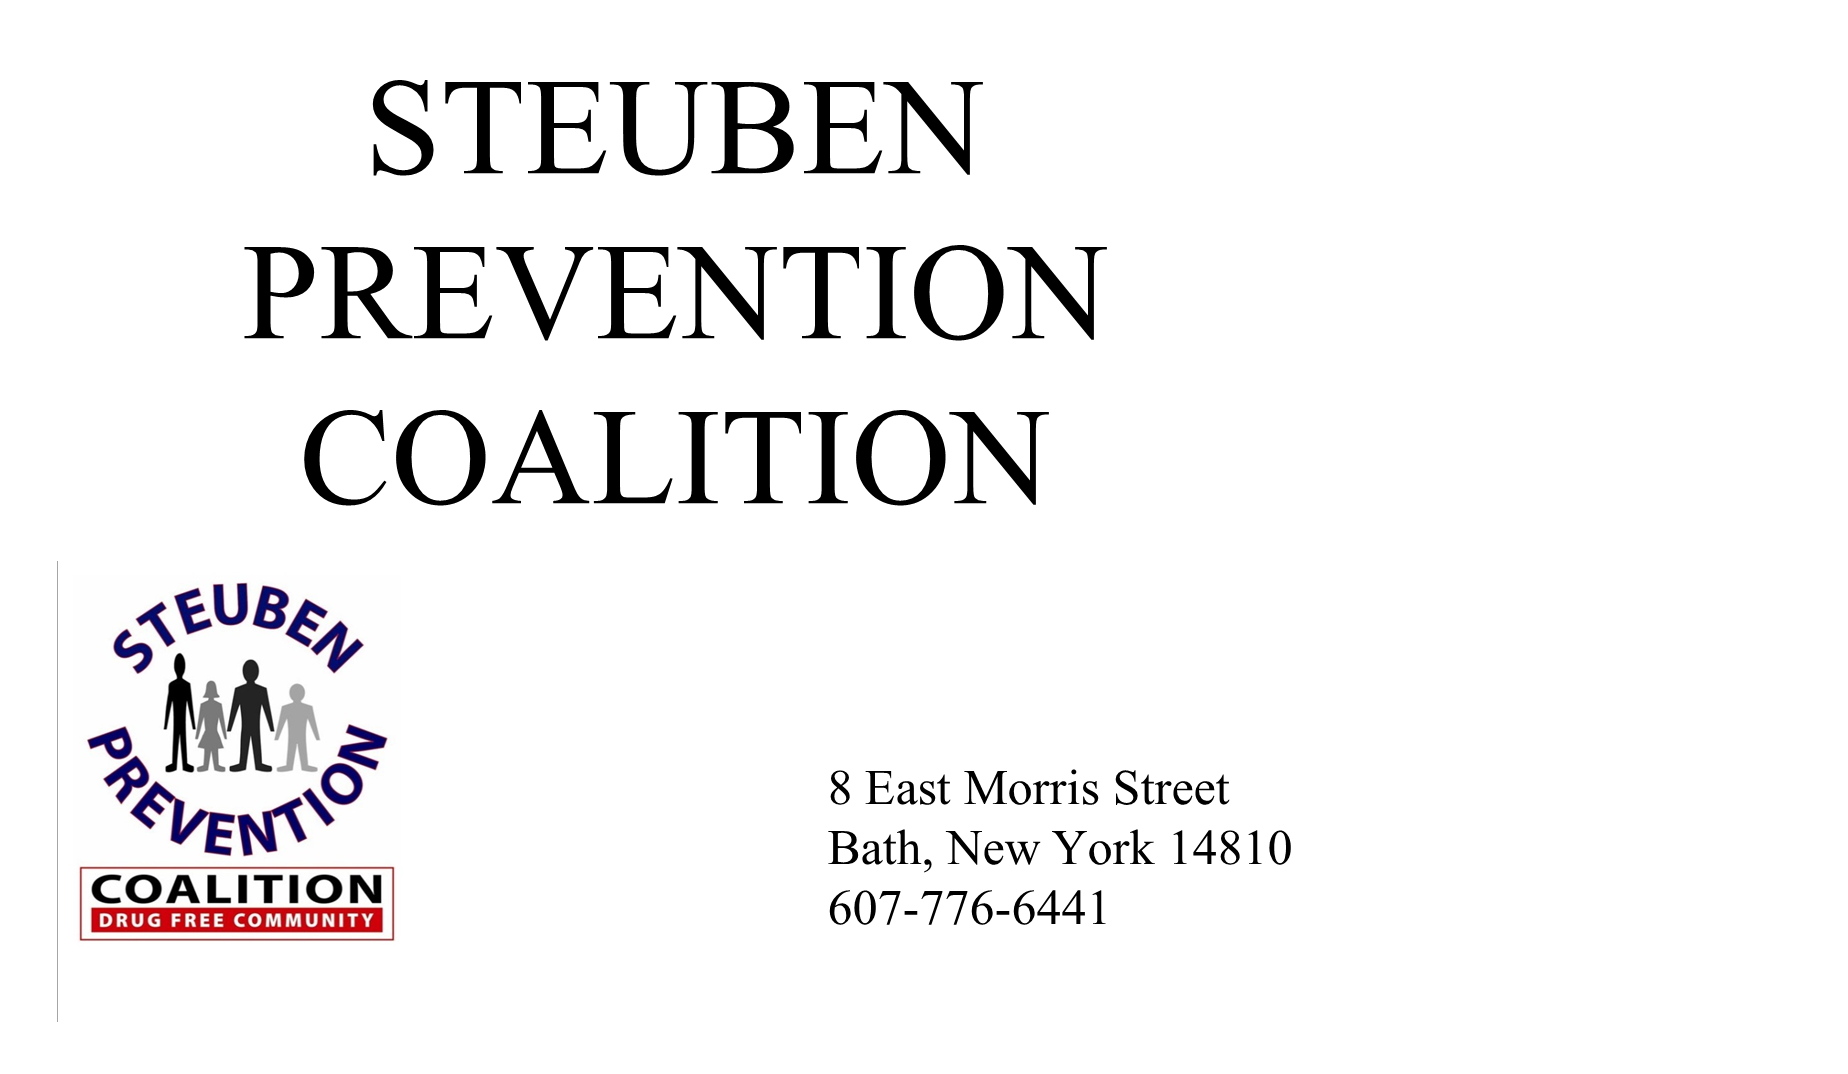 STEUBEN
PREVENTION
COALITION
STEUBEN
PREVENTION
COALITION
DRUG FREE COMMUNITY
8 East Morris Street
Bath, New York 14810
607-776-6441